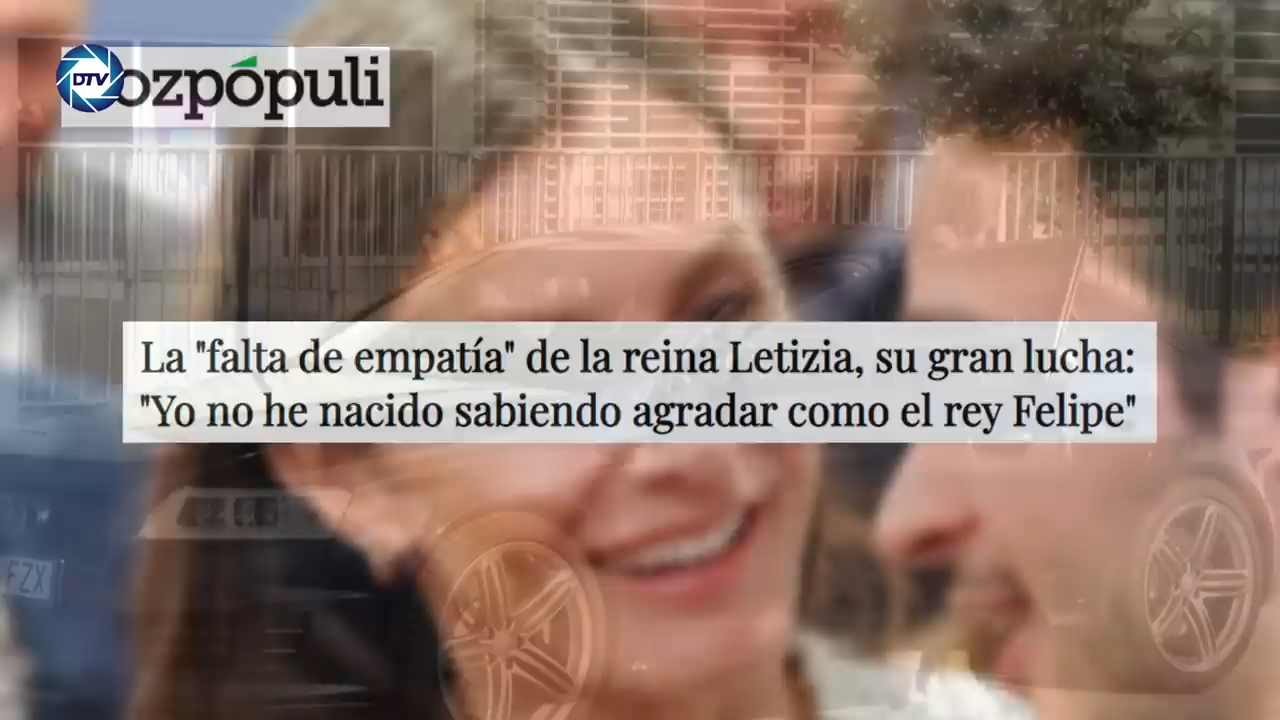 DTV
ozpópuli
La "falta de empatía" de la reina Letizia, su gran lucha:
"Yo no he nacido sabiendo agradar como el rey Felipe"
FZX